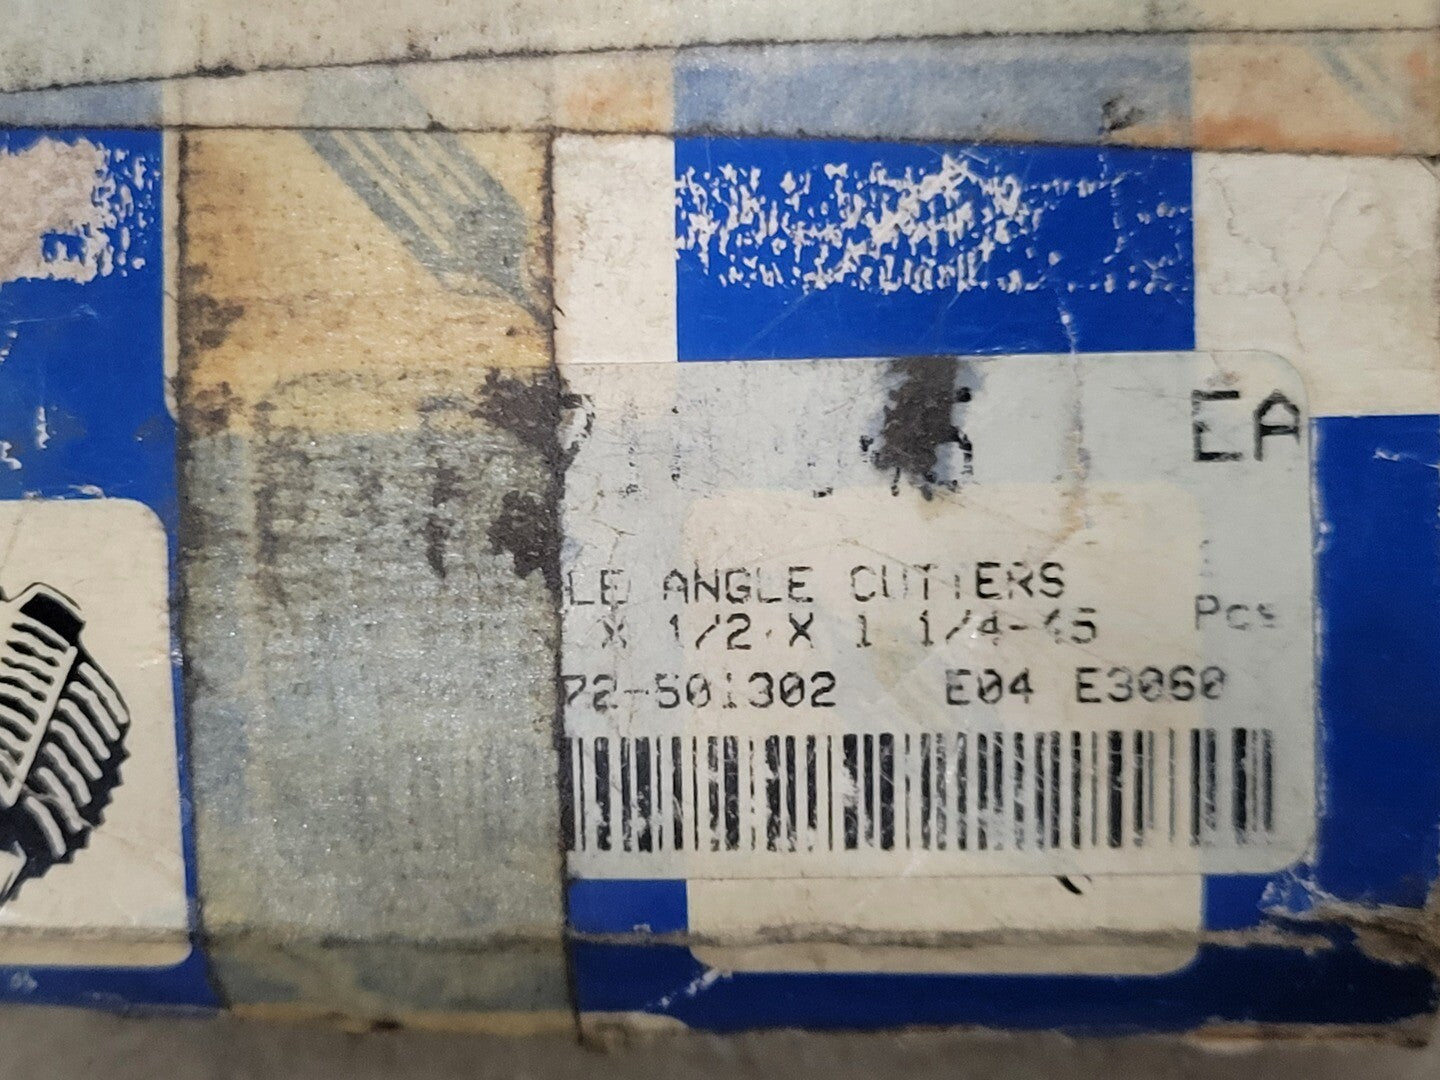 EA
LE ANGLE CUTTERS
X 1/2 X 1 1/4-45 Pcs
72-501302 E04 E3060